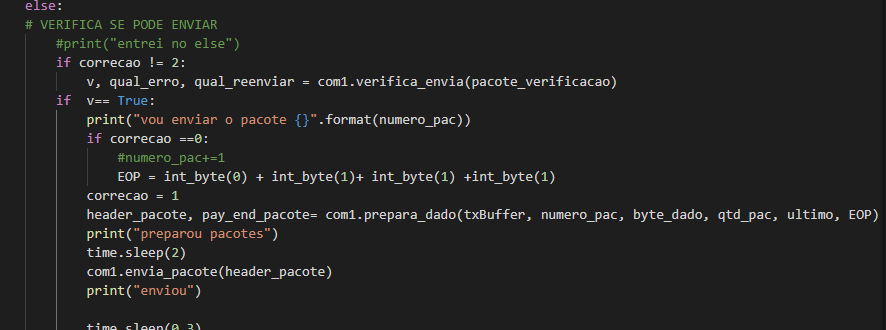 else:
# VERIFICA SE PODE ENVIAR
#print("entrei no else")
if correcao != 2:
v, qual_erro, qual_reenviar = com1.verifica_envia(pacote_verificacao)
if  v== True:
print("vou enviar o pacote {}".format(numero_pac))
if correcao ==0:
#numero_pac+=1
EOP = int_byte(0) + int_byte(1)+ int_byte(1) +int_byte(1)
correcao = 1
header_pacote, pay_end_pacote= com1.prepara_dado(txBuffer, numero_pac, byte_dado, qtd_pac, ultimo, EOP)
print("preparou pacotes")
time.sleep(2)
com1.envia_pacote(header_pacote)
print("enviou")
time.sleep(0.3)